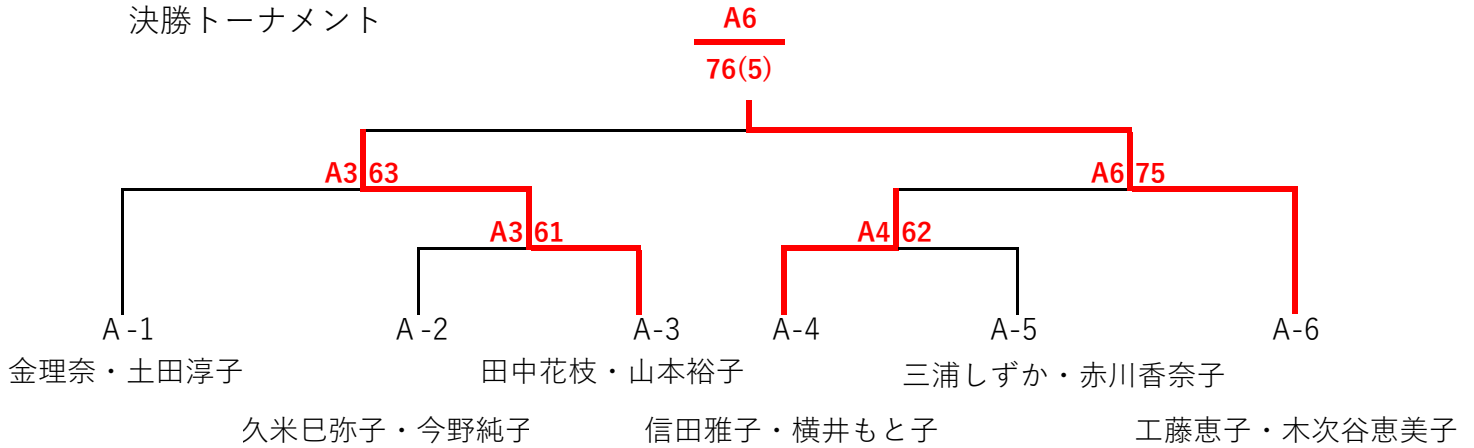 決勝トーナメント
A6
76(5)
A3 63
A6 75
A3 61
A4 62
A-1 A-2 A-3 A-4 A-5 A-6
金理奈・土田淳子 田中花枝・山本裕子 三浦しずか・赤川香奈子
久米巳弥子・今野純子 信田雅子・横井もと子 工藤恵子・木次谷恵美子